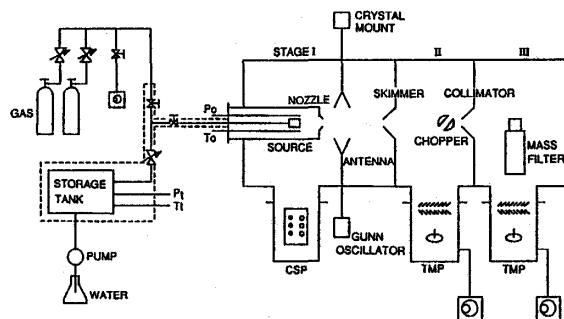 CRYSTAL
MOUNT
STAGE I
II
III
GAS
NOZZLE
SKIMMER
COLLIMATOR
Po
CHOPPER
MASS
FILTER
To
SOURCE
ANTENNA
STORAGE
TANK
Pt
Tt
GUNN
OSCILLATOR
PUMP
CSP
TMP
TMP
WATER